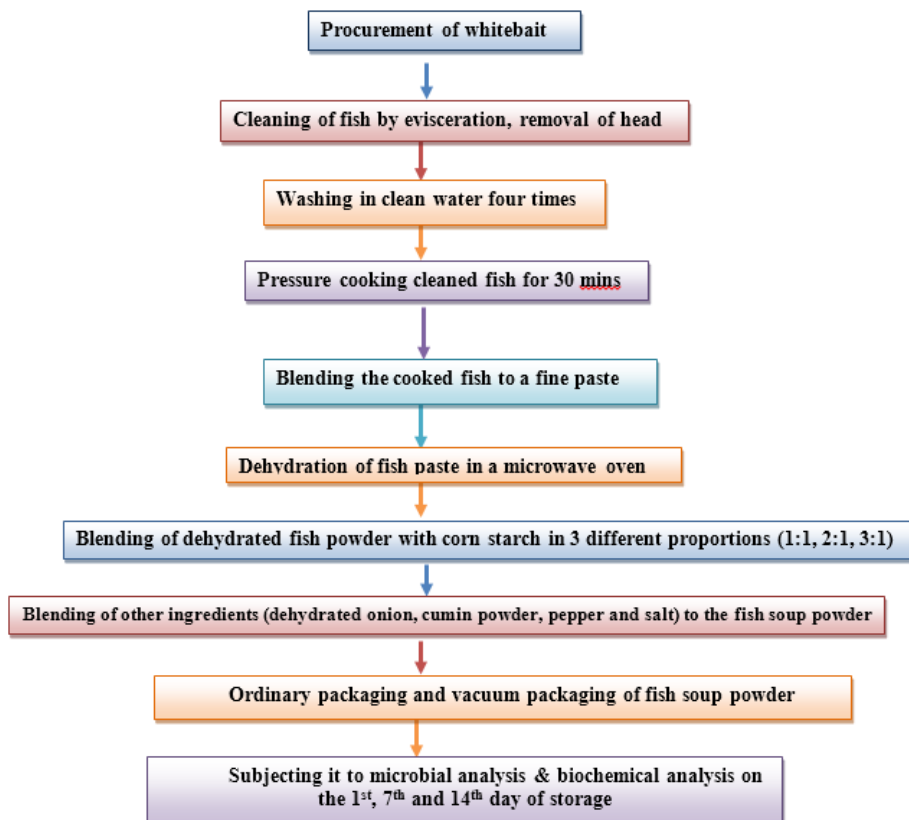 Procurement of whitebait
Cleaning of fish by evisceration, removal of head
Washing in clean water four times
Pressure cooking cleaned fish for 30 mins
Blending the cooked fish to a fine paste
Dehydration of fish paste in a microwave oven
Blending of dehydrated fish powder with corn starch in 3 different proportions (1:1, 2:1, 3:1)
Blending of other ingredients (dehydrated onion, cumin powder, pepper and salt) to the fish soup powder
Ordinary packaging and vacuum packaging of fish soup powder
Subjecting it to microbial analysis & biochemical analysis on
the 1st, 7th and 14th day of storage